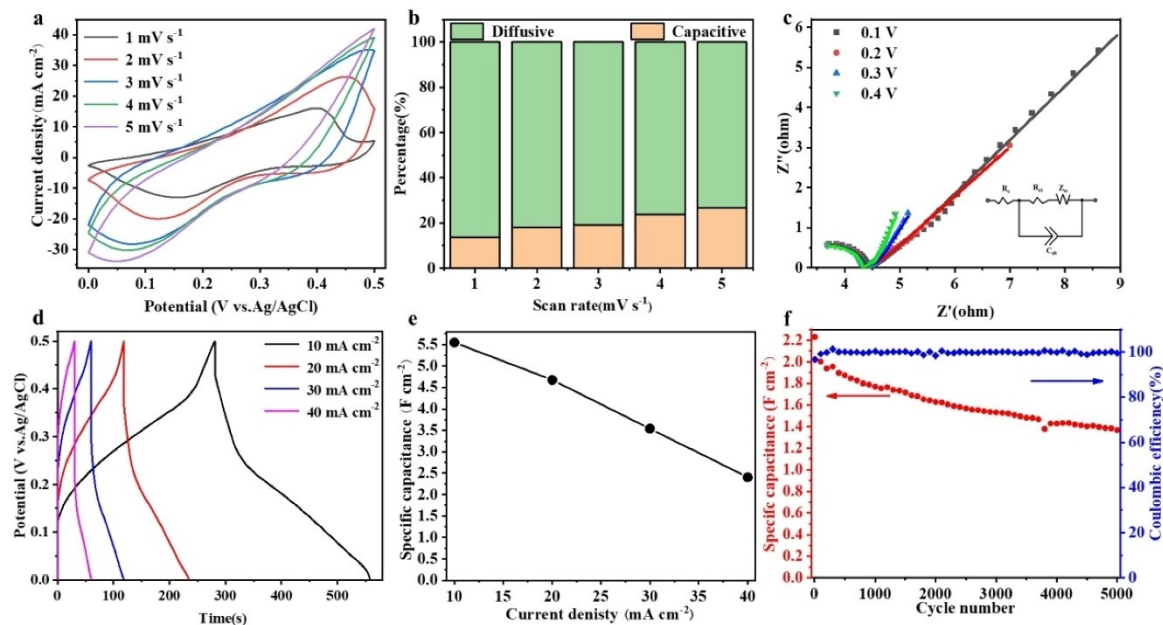 a
Current density(mA cm⁻²)
40
30
20
10
0
-10
-20
-30
1 mV s⁻¹
2 mV s⁻¹
3 mV s⁻¹
4 mV s⁻¹
5 mV s⁻¹
0.0 0.1 0.2 0.3 0.4 0.5
Potential (V vs.Ag/AgCl)
b
Percentage(%)
100
80
60
40
20
0
Diffusive Capacitive
1 2 3 4 5
Scan rate(mV s⁻¹)
c
Z''(ohm)
6
5
4
3
2
1
0
0.1 V
0.2 V
0.3 V
0.4 V
4 5 6 7 8 9
Z'(ohm)
d
Potential (V vs.Ag/AgCl)
0.5
0.4
0.3
0.2
0.1
0.0
10 mA cm⁻²
20 mA cm⁻²
30 mA cm⁻²
40 mA cm⁻²
0 100 200 300 400 500
Time(s)
e
Specific capacitance (F cm⁻²)
5.5
5.0
4.5
4.0
3.5
3.0
2.5
2.0
1.5
1.0
0.5
0.0
10 20 30 40
Current denisty (mA cm⁻²)
f
Specifc capacitance (F cm⁻²)
2.2
2.0
1.8
1.6
1.4
1.2
1.0
0.8
0.6
0.4
0.2
0.0
0 1000 2000 3000 4000 5000
Cycle number
100
80
60
40
20
0
Coulombic efficiency(%)